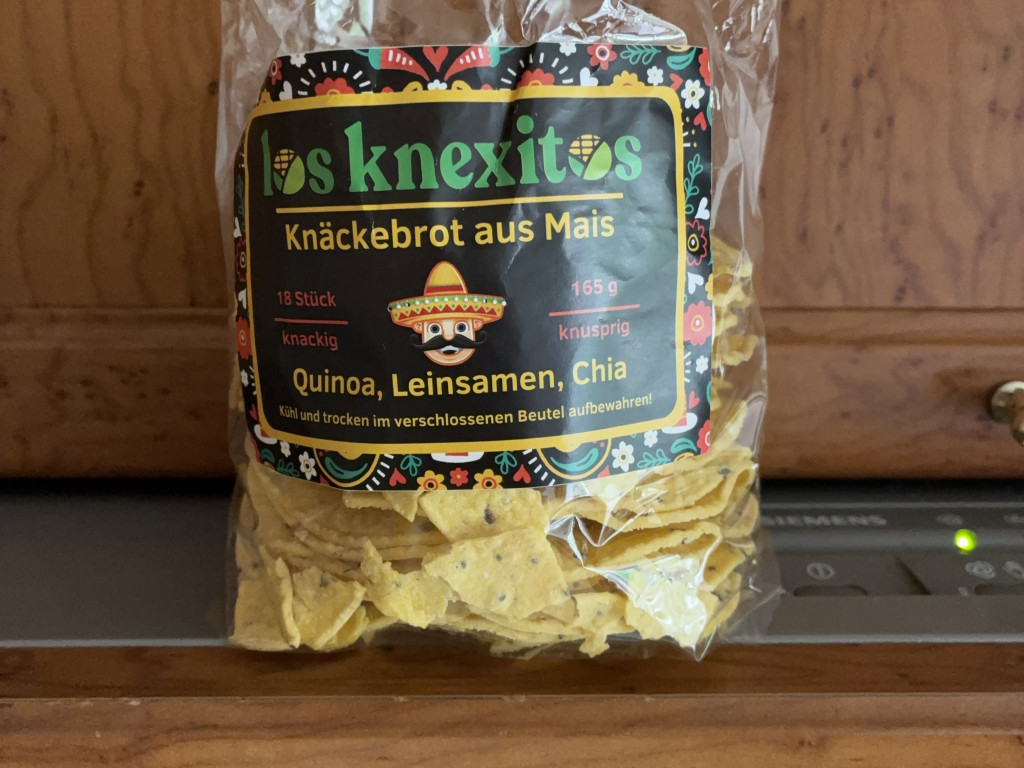 los knexitos
Knäckebrot aus Mais
18 Stück
knackig
165 g
knusprig
Quinoa, Leinsamen, Chia
Kühl und trocken im verschlossenen Beutel aufbewahren!
SIEMENS